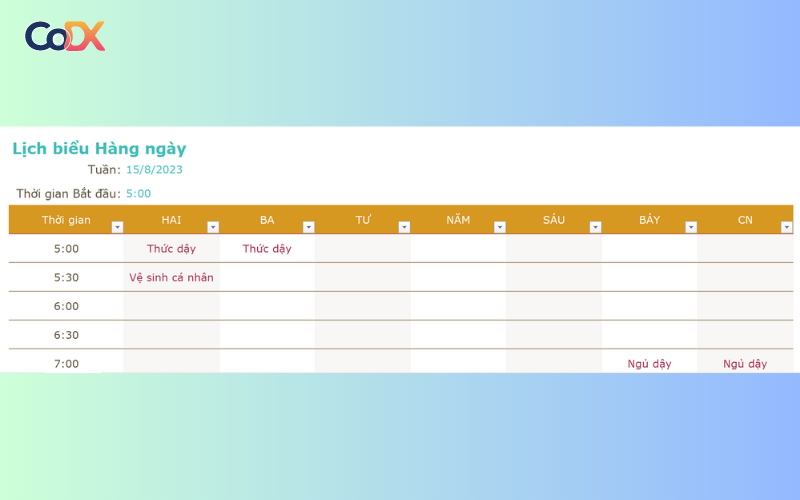 CoDX
Lịch biểu Hàng ngày
Tuần: 15/8/2023
Thời gian Bắt đầu: 5:00
Thời gian HAI BA TƯ NĂM SÁU BẢY CN
5:00 Thức dậy Thức dậy
5:30 Vệ sinh cá nhân
6:00
6:30
7:00 Ngủ dậy Ngủ dậy